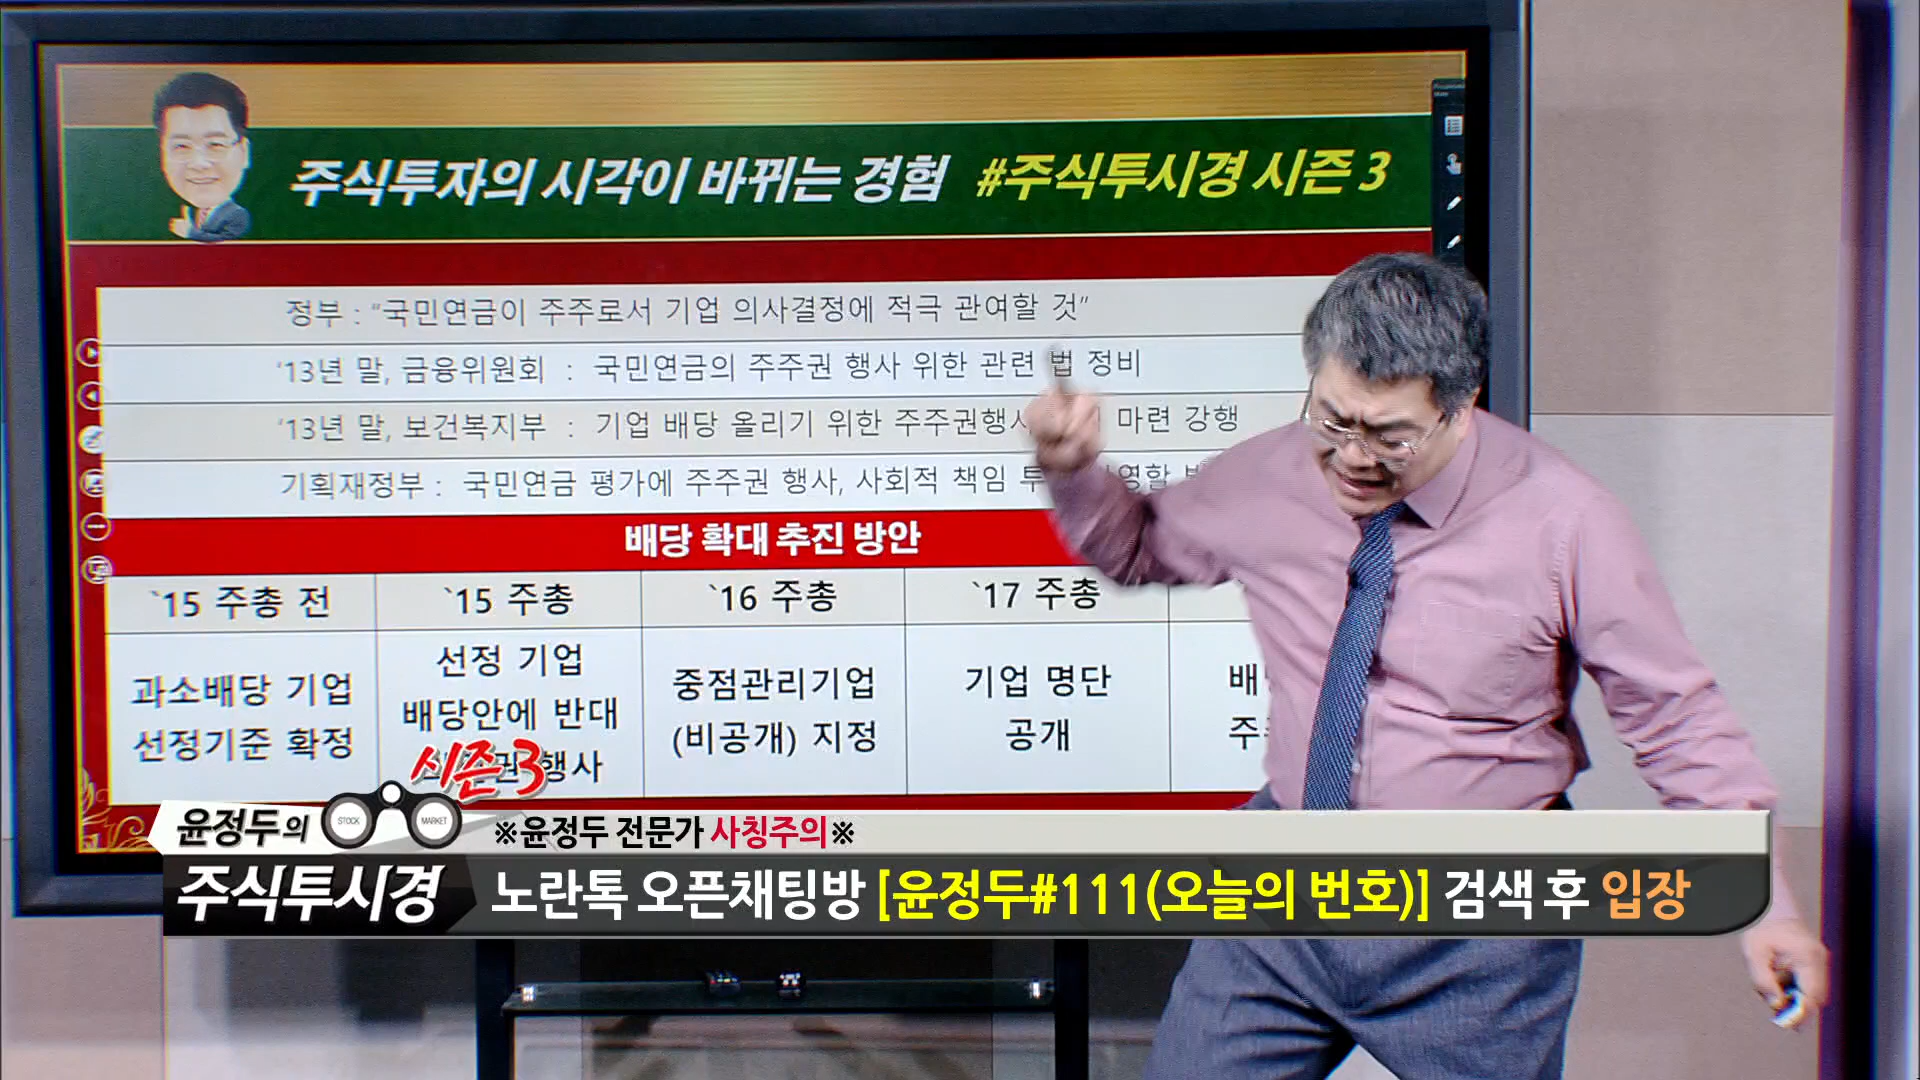 주식투자의 시각이 바뀌는 경험 #주식투시경 시즌 3
정부 : “국민연금이 주주로서 기업 의사결정에 적극 관여할 것”
‘13년 말, 금융위원회 : 국민연금의 주주권 행사 위한 관련 법 정비
‘13년 말, 보건복지부 : 기업 배당 올리기 위한 주주권행사 마련 강행
기획재정부 : 국민연금 평가에 주주권 행사, 사회적 책임
배당 확대 추진 방안
`15 주총 전
`15 주총
`16 주총
`17 주총
과소배당 기업
선정기준 확정
선정 기업
배당안에 반대
행사
중점관리기업
(비공개) 지정
기업 명단
공개
시즌3
윤정두의
STOCK
MARKET
주식투시경
※윤정두 전문가 사칭주의※
노란톡 오픈채팅방 [윤정두#111(오늘의 번호)] 검색 후 입장